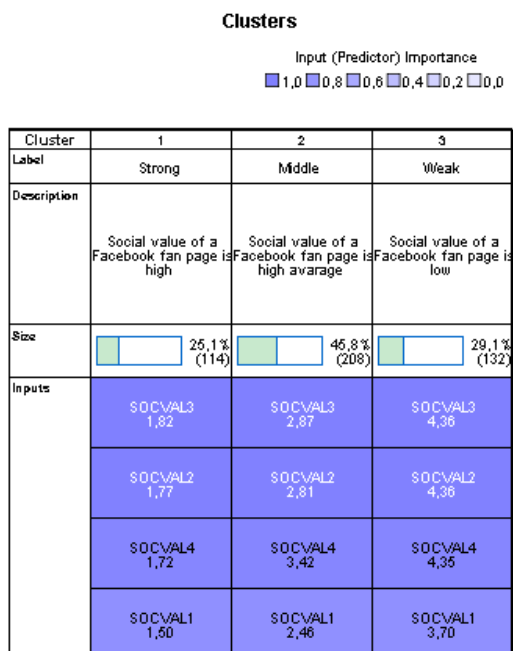 Clusters
Input (Predictor) Importance
1,0 0,8 0,6 0,4 0,2 0,0
Cluster 1 2 3
Label Strong Middle Weak
Description
Social value of a Social value of a Social value of a
Facebook fan page is Facebook fan page is Facebook fan page is
high high avarage low
Size 25,1% 45,8% 29,1%
(114) (208) (132)
Inputs
SOCVAL3 SOCVAL3 SOCVAL3
1,82 2,87 4,36
SOCVAL2 SOCVAL2 SOCVAL2
1,77 2,81 4,36
SOCVAL4 SOCVAL4 SOCVAL4
1,72 3,42 4,35
SOCVAL1 SOCVAL1 SOCVAL1
1,50 2,46 3,70